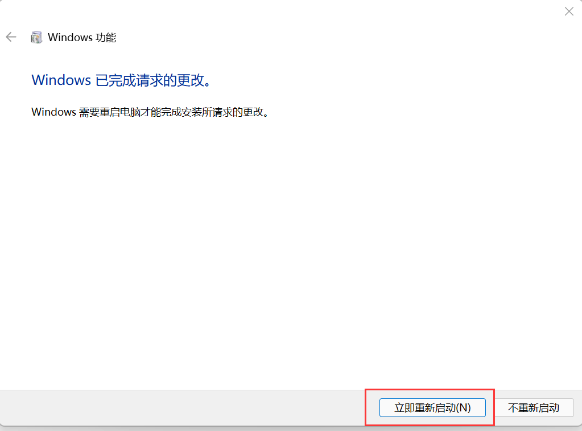 Windows 功能
Windows 已完成请求的更改。
Windows 需要重启电脑才能完成安装所请求的更改。
立即重新启动(N)
不重新启动